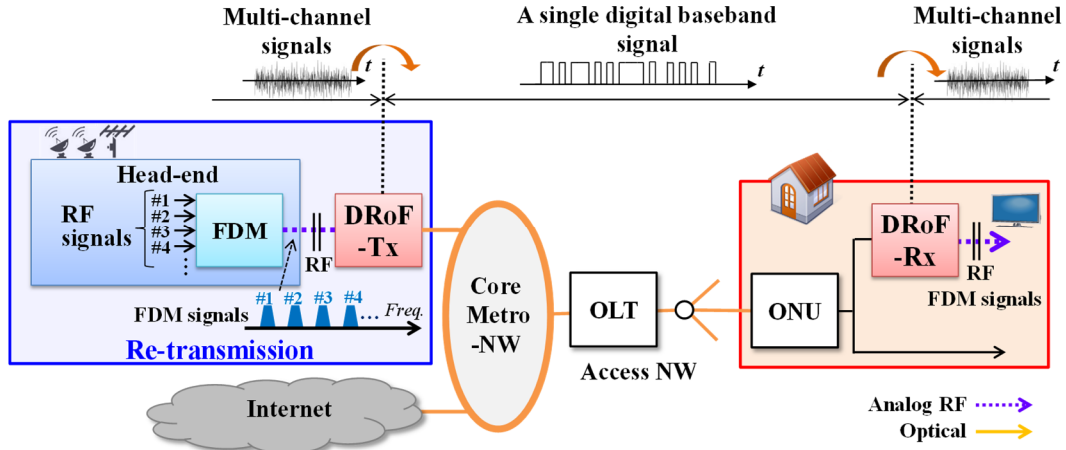 Multi-channel
signals
t
A single digital baseband
signal
t
Multi-channel
signals
t
Head-end
RF
signals
#1
#2
#3
#4
⋮
FDM
RF
DRoF
-Tx
FDM signals
#1 #2 #3 #4
... Freq.
Re-transmission
Internet
Core
Metro
-NW
OLT
Access NW
ONU
DRoF
-Rx
RF
FDM signals
Analog RF
Optical